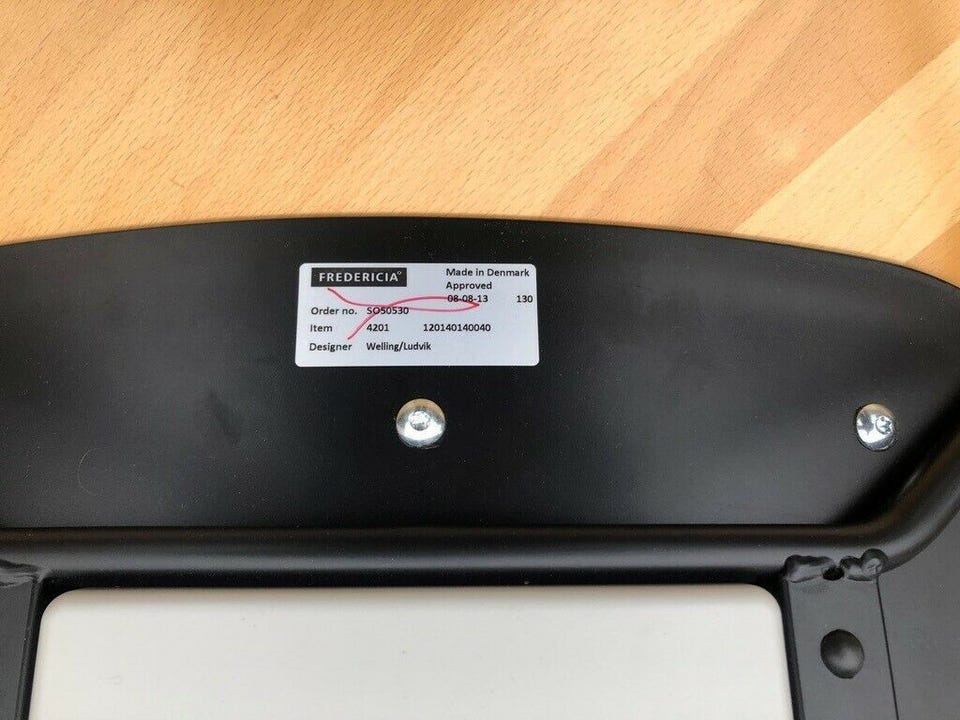 FREDERICIA®
Made in Denmark
Approved
08-08-13 130
Order no. SO50530
Item 4201 120140140040
Designer Welling/Ludvik